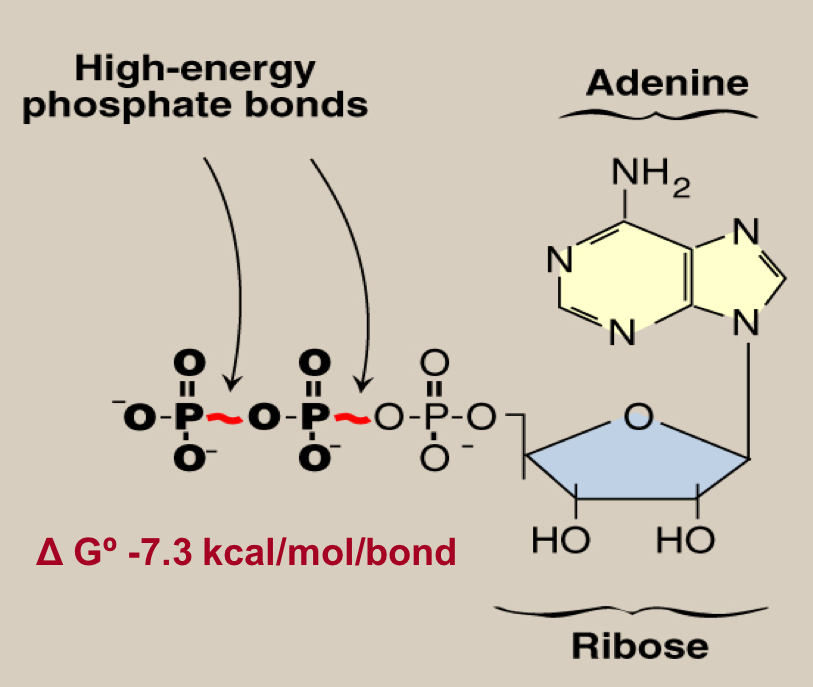 High-energy
phosphate bonds
Adenine
NH2
N
N
N
N
O O O
⁻O-P~O-P~O-P-O
O⁻ O⁻ O⁻
O
HO HO
Δ Gº -7.3 kcal/mol/bond
Ribose